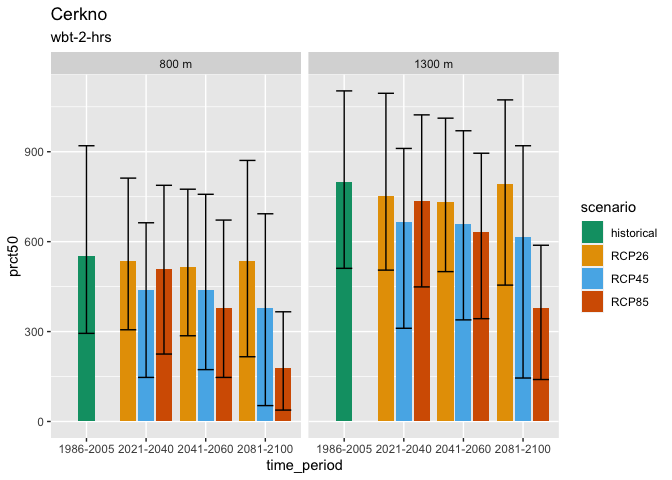 Cerkno
wbt-2-hrs
800 m
1300 m
prct50
900
600
300
0
1986-2005 2021-2040 2041-2060 2081-2100
1986-2005 2021-2040 2041-2060 2081-2100
time_period
scenario
historical
RCP26
RCP45
RCP85